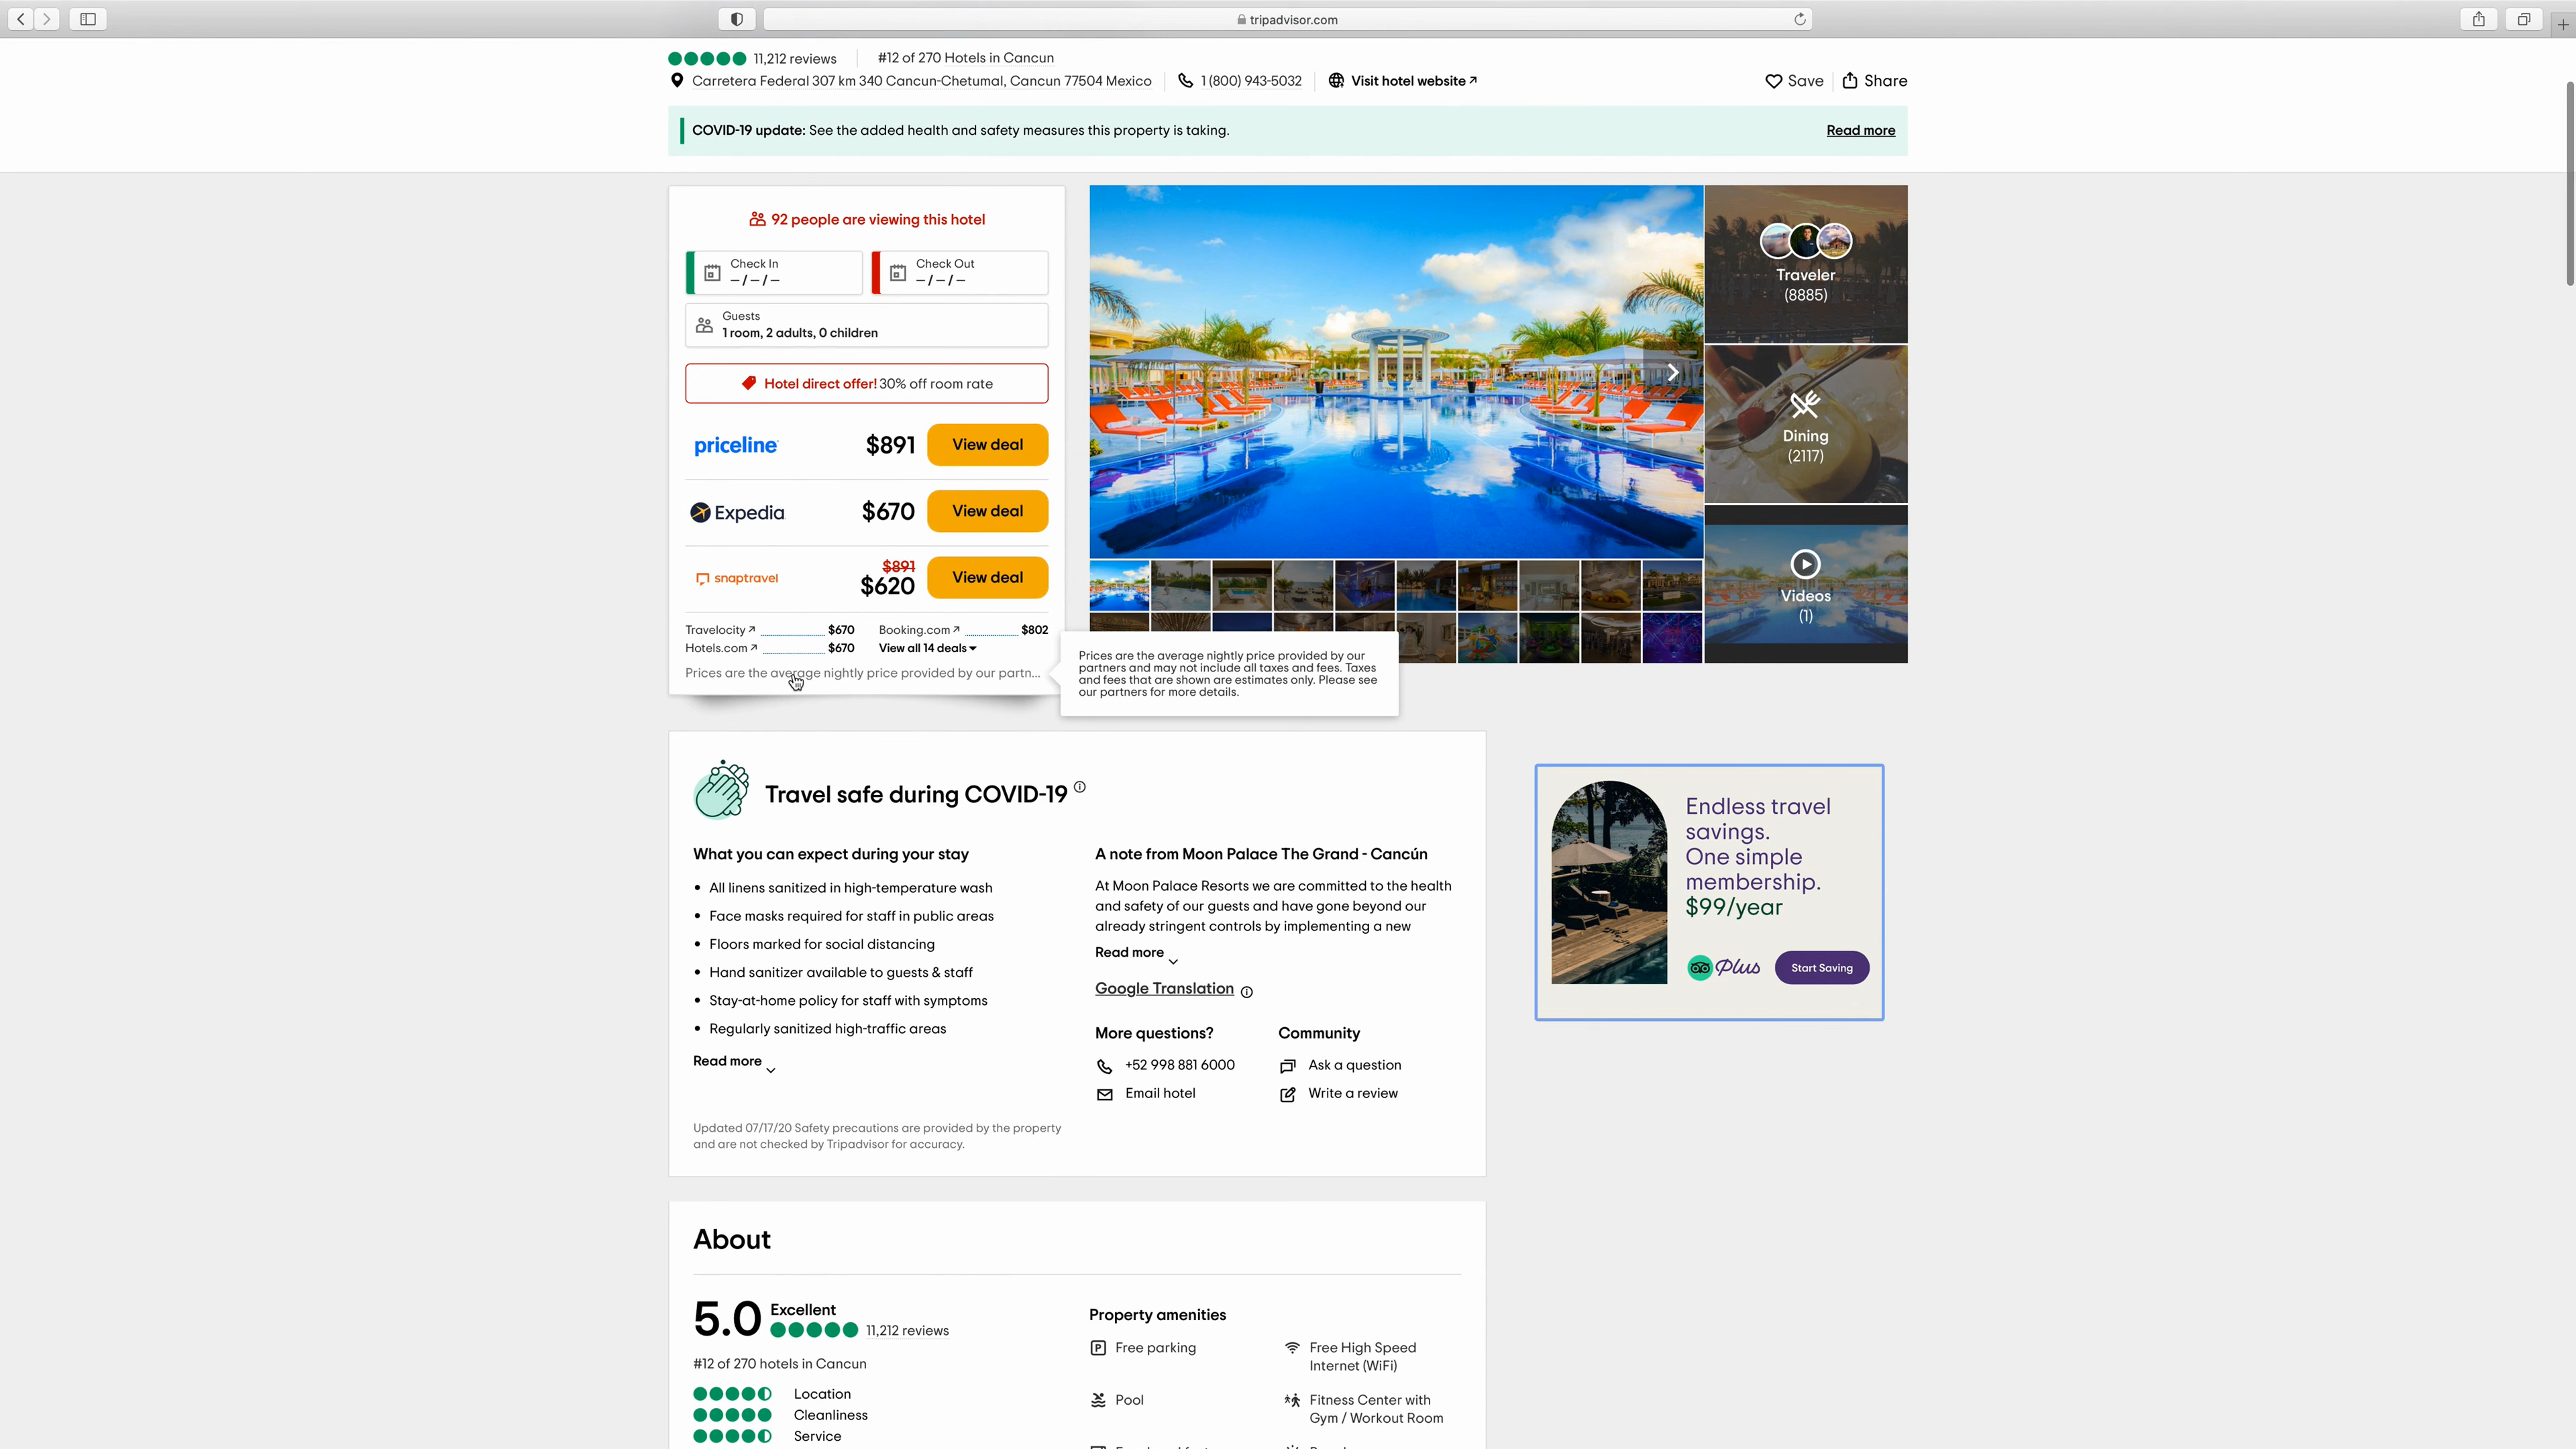 tripadvisor.com
11,212 reviews
#12 of 270 Hotels in Cancun
Carretera Federal 307 km 340 Cancun-Chetumal, Cancun 77504 Mexico
1 (800) 943-5032
Visit hotel website
Save
Share
COVID-19 update: See the added health and safety measures this property is taking.
Read more
92 people are viewing this hotel
Check In
– / – / –
Check Out
– / – / –
Guests
1 room, 2 adults, 0 children
Hotel direct offer! 30% off room rate
priceline $891 View deal
Expedia $670 View deal
$891
snaptravel $620 View deal
Travelocity $670
Booking.com $802
Hotels.com $670
View all 14 deals
Prices are the average nightly price provided by our partn...
Prices are the average nightly price provided by our
partners and may not include all taxes and fees. Taxes
and fees that are shown are estimates only. Please see
our partners for more details.
Traveler
(8885)
Dining
(2117)
Videos
(1)
Travel safe during COVID-19
What you can expect during your stay
• All linens sanitized in high-temperature wash
• Face masks required for staff in public areas
• Floors marked for social distancing
• Hand sanitizer available to guests & staff
• Stay-at-home policy for staff with symptoms
• Regularly sanitized high-traffic areas
Read more
Updated 07/17/20 Safety precautions are provided by the property
and are not checked by Tripadvisor for accuracy.
A note from Moon Palace The Grand - Cancún
At Moon Palace Resorts we are committed to the health
and safety of our guests and have gone beyond our
already stringent controls by implementing a new
Read more
Google Translation
More questions?
+52 998 881 6000
Email hotel
Community
Ask a question
Write a review
Endless travel
savings.
One simple
membership.
$99/year
Plus
Start Saving
About
5.0
Excellent
11,212 reviews
#12 of 270 hotels in Cancun
Location
Cleanliness
Service
Property amenities
Free parking
Free High Speed
Internet (WiFi)
Pool
Fitness Center with
Gym / Workout Room